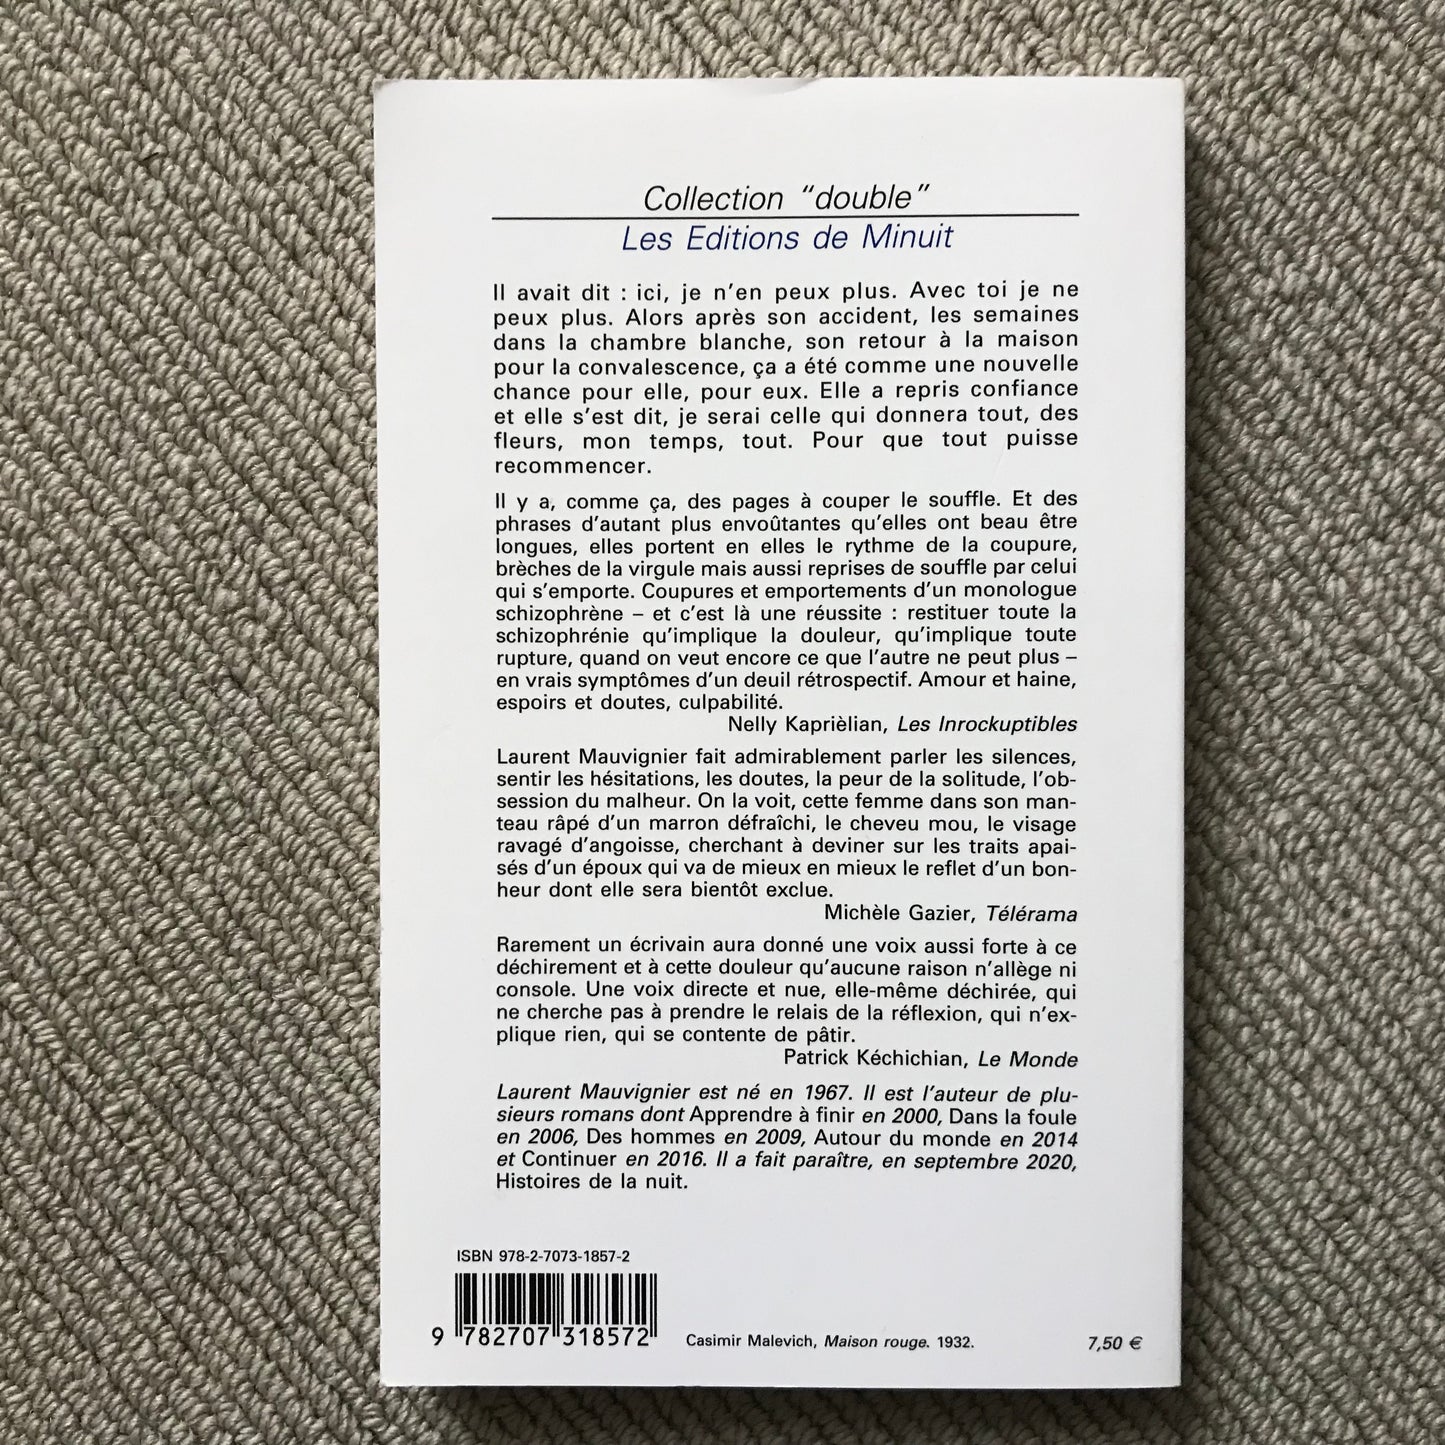 Collection “double”
Les Editions de Minuit
Il avait dit : ici, je n’en peux plus. Avec toi je ne
peux plus. Alors après son accident, les semaines
dans la chambre blanche, son retour à la maison
pour la convalescence, ça a été comme une nouvelle
chance pour elle, pour eux. Elle a repris confiance
et elle s’est dit, je serai celle qui donnera tout, des
fleurs, mon temps, tout. Pour que tout puisse
recommencer.
Il y a, comme ça, des pages à couper le souffle. Et des
phrases d’autant plus envoûtantes qu’elles ont beau être
longues, elles portent en elles le rythme de la coupure,
brèches de la virgule mais aussi reprises de souffle par celui
qui s’emporte. Coupures et emportements d’un monologue
schizophrène – et c’est là une réussite : restituer toute la
schizophrénie qu’implique la douleur, qu’implique toute
rupture, quand on veut encore ce que l’autre ne peut plus –
en vrais symptômes d’un deuil rétrospectif. Amour et haine,
espoirs et doutes, culpabilité.
Nelly Kaprièlian, Les Inrockuptibles
Laurent Mauvignier fait admirablement parler les silences,
sentir les hésitations, les doutes, la peur de la solitude, l’ob-
session du malheur. On la voit, cette femme dans son man-
teau râpé d’un marron défraîchi, le cheveu mou, le visage
ravagé d’angoisse, cherchant à deviner sur les traits apai-
sés d’un époux qui va de mieux en mieux le reflet d’un bon-
heur dont elle sera bientôt exclue.
Michèle Gazier, Télérama
Rarement un écrivain aura donné une voix aussi forte à ce
déchirement et à cette douleur qu’aucune raison n’allège ni
console. Une voix directe et nue, elle-même déchirée, qui
ne cherche pas à prendre le relais de la réflexion, qui n’ex-
plique rien, qui se contente de pâtir.
Patrick Kéchichian, Le Monde
Laurent Mauvignier est né en 1967. Il est l’auteur de plu-
sieurs romans dont Apprendre à finir en 2000, Dans la foule
en 2006, Des hommes en 2009, Autour du monde en 2014
et Continuer en 2016. Il a fait paraître, en septembre 2020,
Histoires de la nuit.
ISBN 978-2-7073-1857-2
9 782707 318572
Casimir Malevich, Maison rouge. 1932.
7,50 €